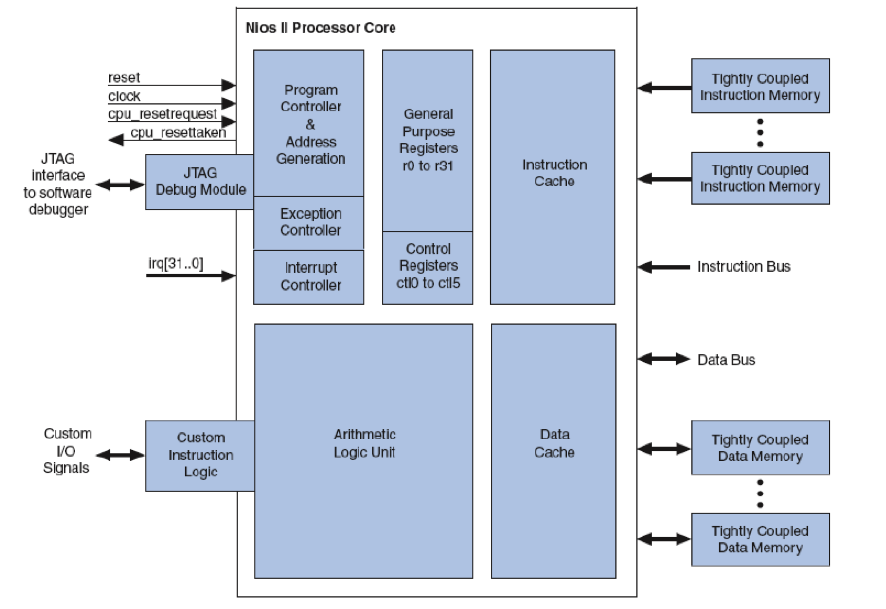 Nios II Processor Core
reset
clock
cpu_resetrequest
cpu_resettaken
JTAG
interface
to software
debugger
JTAG
Debug Module
irq[31..0]
Program
Controller
&
Address
Generation
Exception
Controller
Interrupt
Controller
General
Purpose
Registers
r0 to r31
Control
Registers
ctl0 to ctl5
Instruction
Cache
Tightly Coupled
Instruction Memory
Tightly Coupled
Instruction Memory
Instruction Bus
Data Bus
Custom
I/O
Signals
Custom
Instruction
Logic
Arithmetic
Logic Unit
Data
Cache
Tightly Coupled
Data Memory
Tightly Coupled
Data Memory